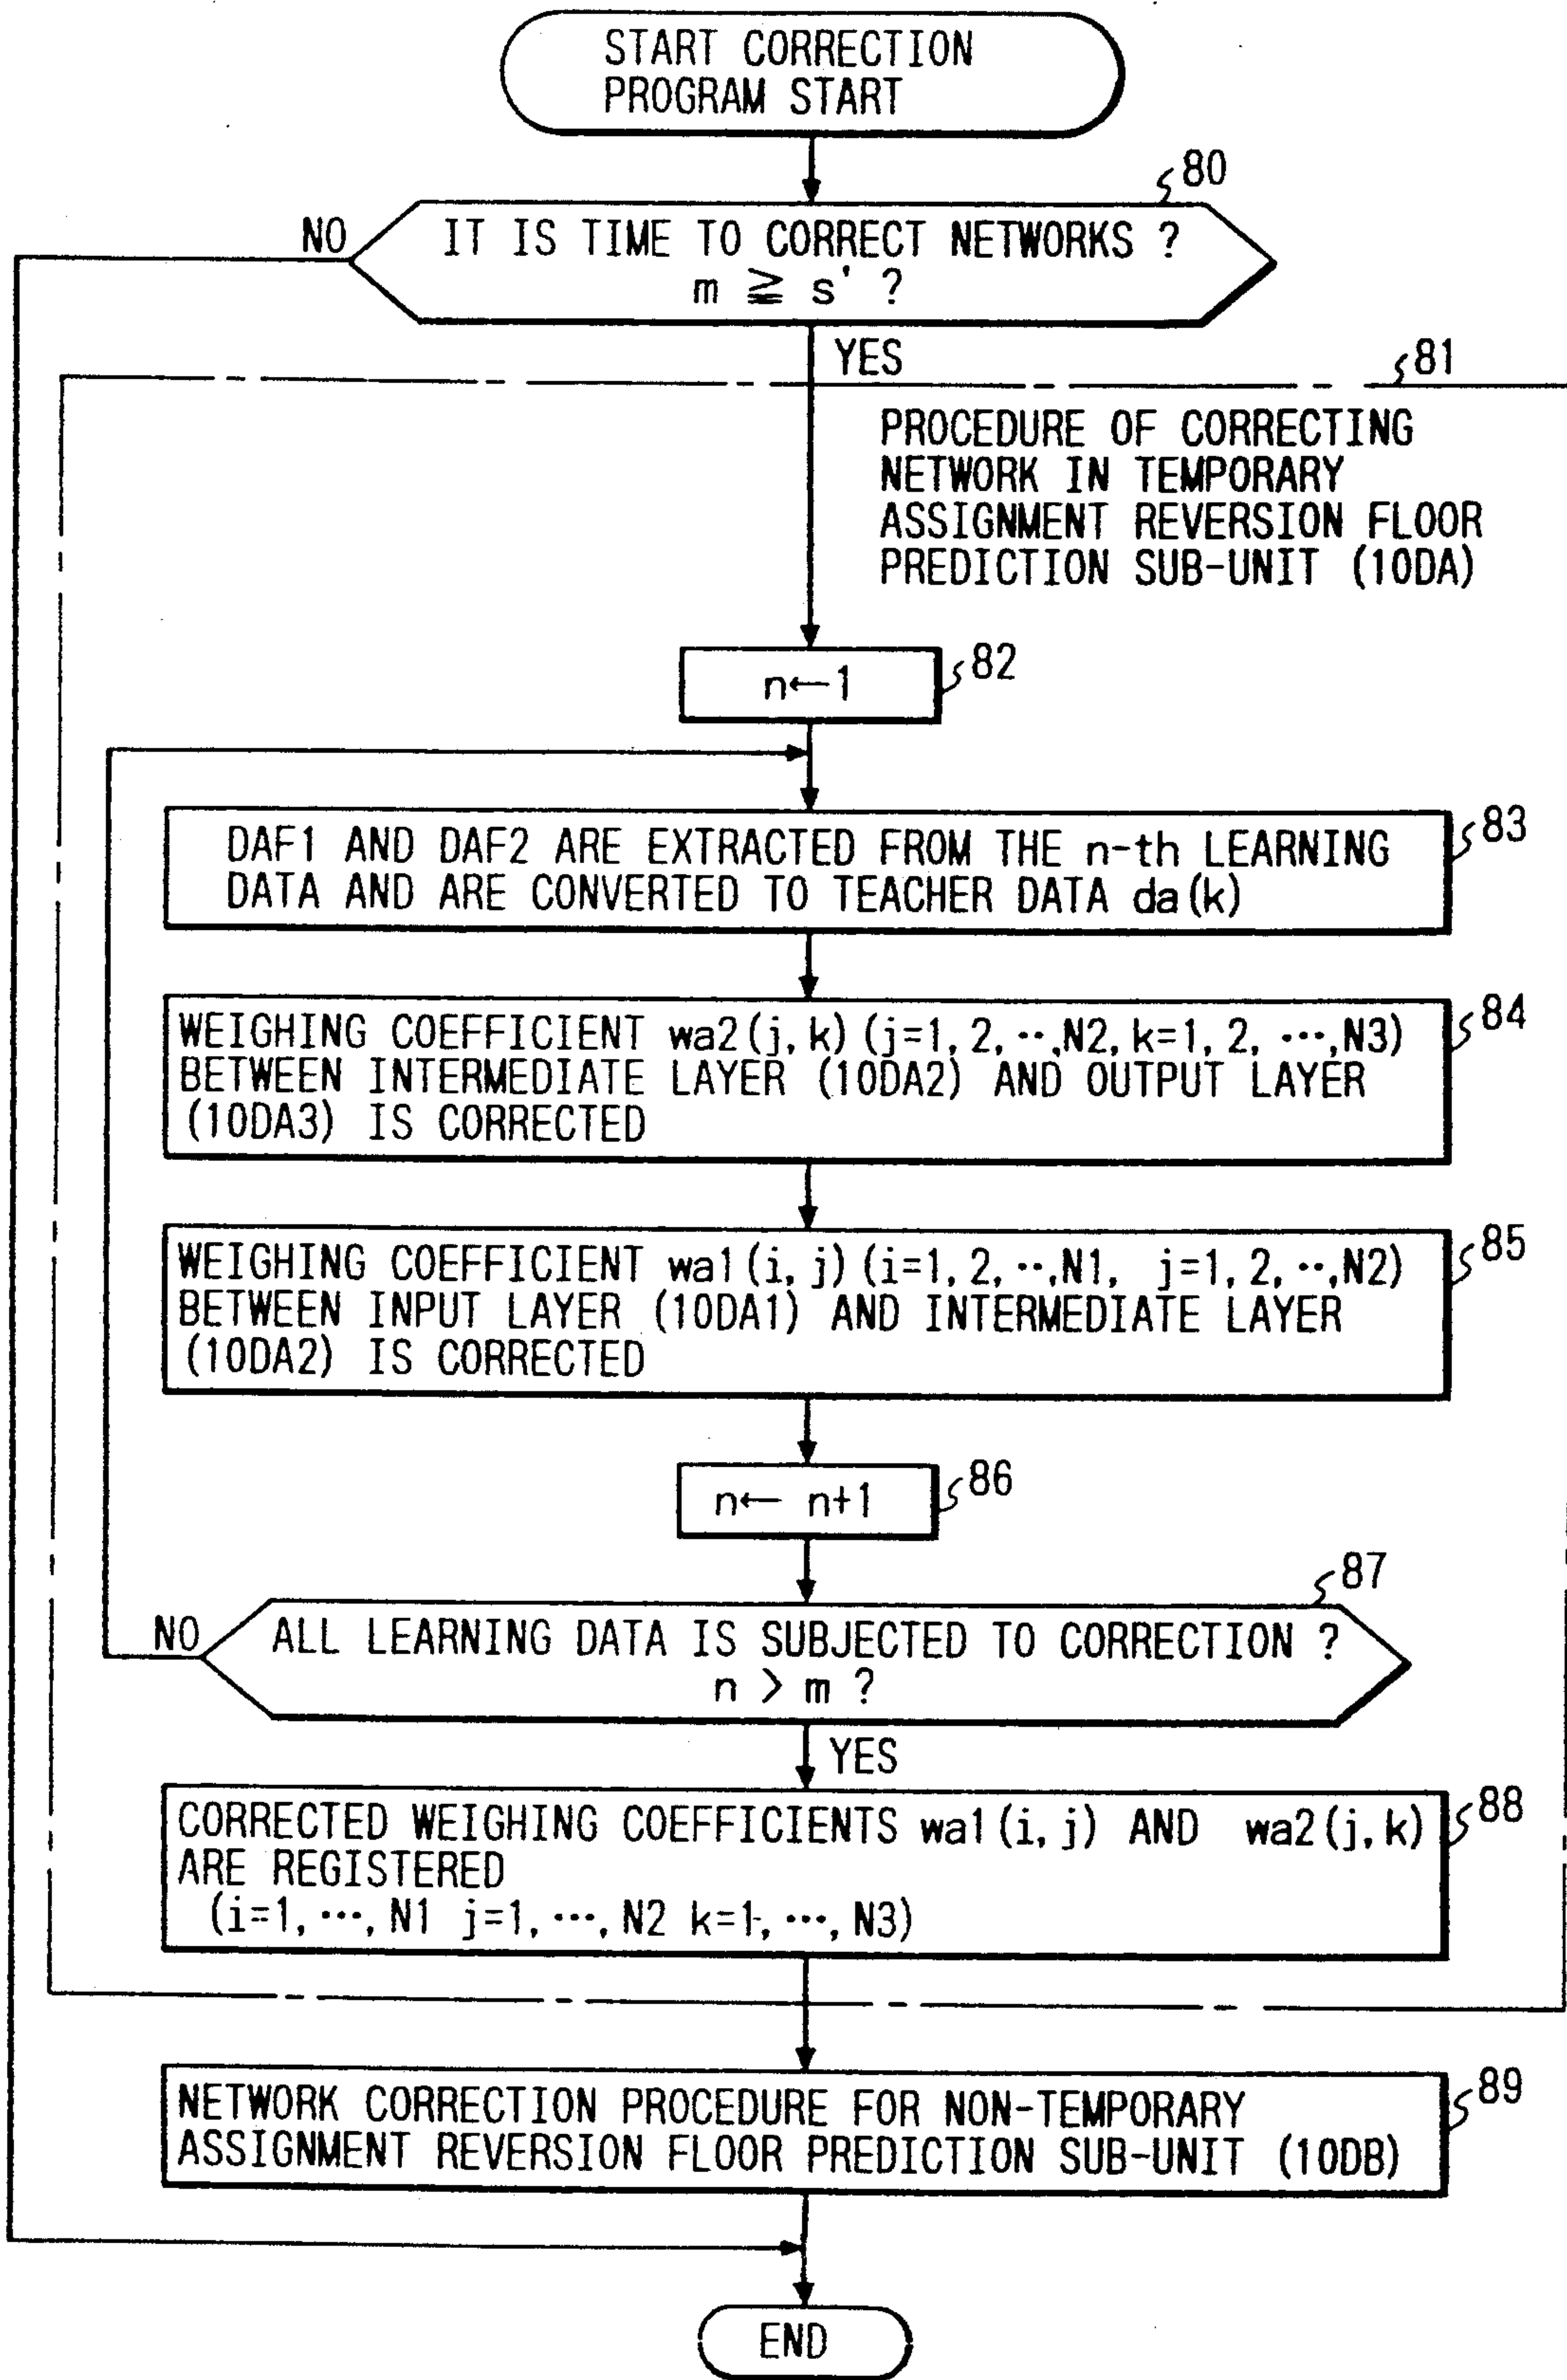 START CORRECTION
PROGRAM START
80
NO
IT IS TIME TO CORRECT NETWORKS ?
m ≧ s' ?
YES
81
PROCEDURE OF CORRECTING
NETWORK IN TEMPORARY
ASSIGNMENT REVERSION FLOOR
PREDICTION SUB-UNIT (10DA)
n←1
82
DAF1 AND DAF2 ARE EXTRACTED FROM THE n-th LEARNING
DATA AND ARE CONVERTED TO TEACHER DATA da(k)
83
WEIGHING COEFFICIENT wa2(j,k)(j=1,2,··,N2,k=1,2,···,N3)
BETWEEN INTERMEDIATE LAYER (10DA2) AND OUTPUT LAYER
(10DA3) IS CORRECTED
84
WEIGHING COEFFICIENT wa1(i,j)(i=1,2,··,N1, j=1,2,··,N2)
BETWEEN INPUT LAYER (10DA1) AND INTERMEDIATE LAYER
(10DA2) IS CORRECTED
85
n← n+1
86
87
NO
ALL LEARNING DATA IS SUBJECTED TO CORRECTION ?
n > m ?
YES
CORRECTED WEIGHING COEFFICIENTS wa1(i,j) AND wa2(j,k)
ARE REGISTERED
(i=1,···,N1 j=1,···,N2 k=1,···,N3)
88
NETWORK CORRECTION PROCEDURE FOR NON-TEMPORARY
ASSIGNMENT REVERSION FLOOR PREDICTION SUB-UNIT (10DB)
89
END